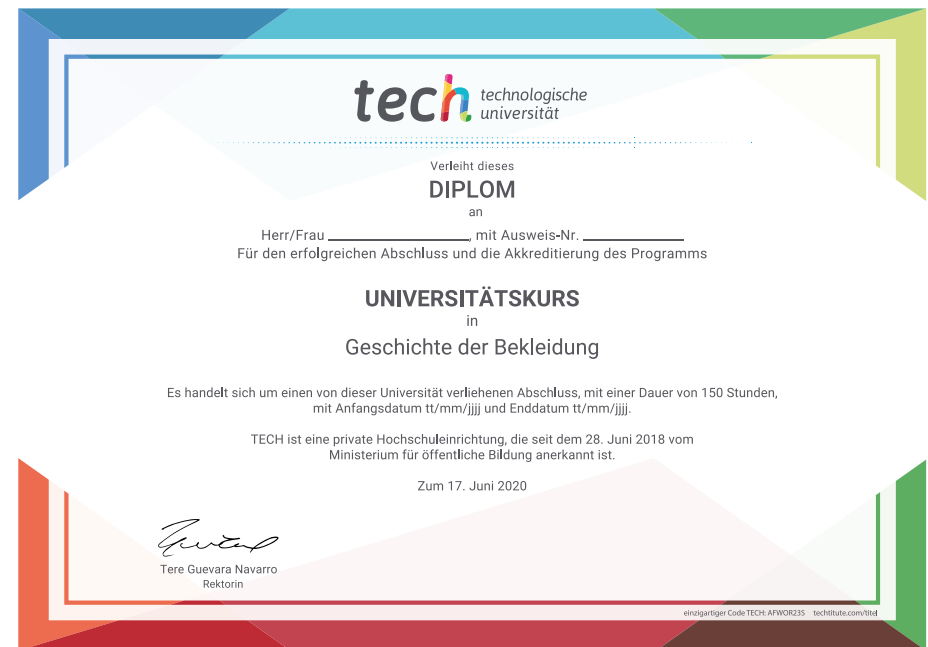 tech technologische
universität
Verleiht dieses
DIPLOM
an
Herr/Frau ____________________, mit Ausweis-Nr. ______________
Für den erfolgreichen Abschluss und die Akkreditierung des Programms
UNIVERSITÄTSKURS
in
Geschichte der Bekleidung
Es handelt sich um einen von dieser Universität verliehenen Abschluss, mit einer Dauer von 150 Stunden,
mit Anfangsdatum tt/mm/jjjj und Enddatum tt/mm/jjjj.
TECH ist eine private Hochschuleinrichtung, die seit dem 28. Juni 2018 vom
Ministerium für öffentliche Bildung anerkannt ist.
Zum 17. Juni 2020
Tere Guevara Navarro
Rektorin
einzigartiger Code TECH: AFWOR23S techtitute.com/titel